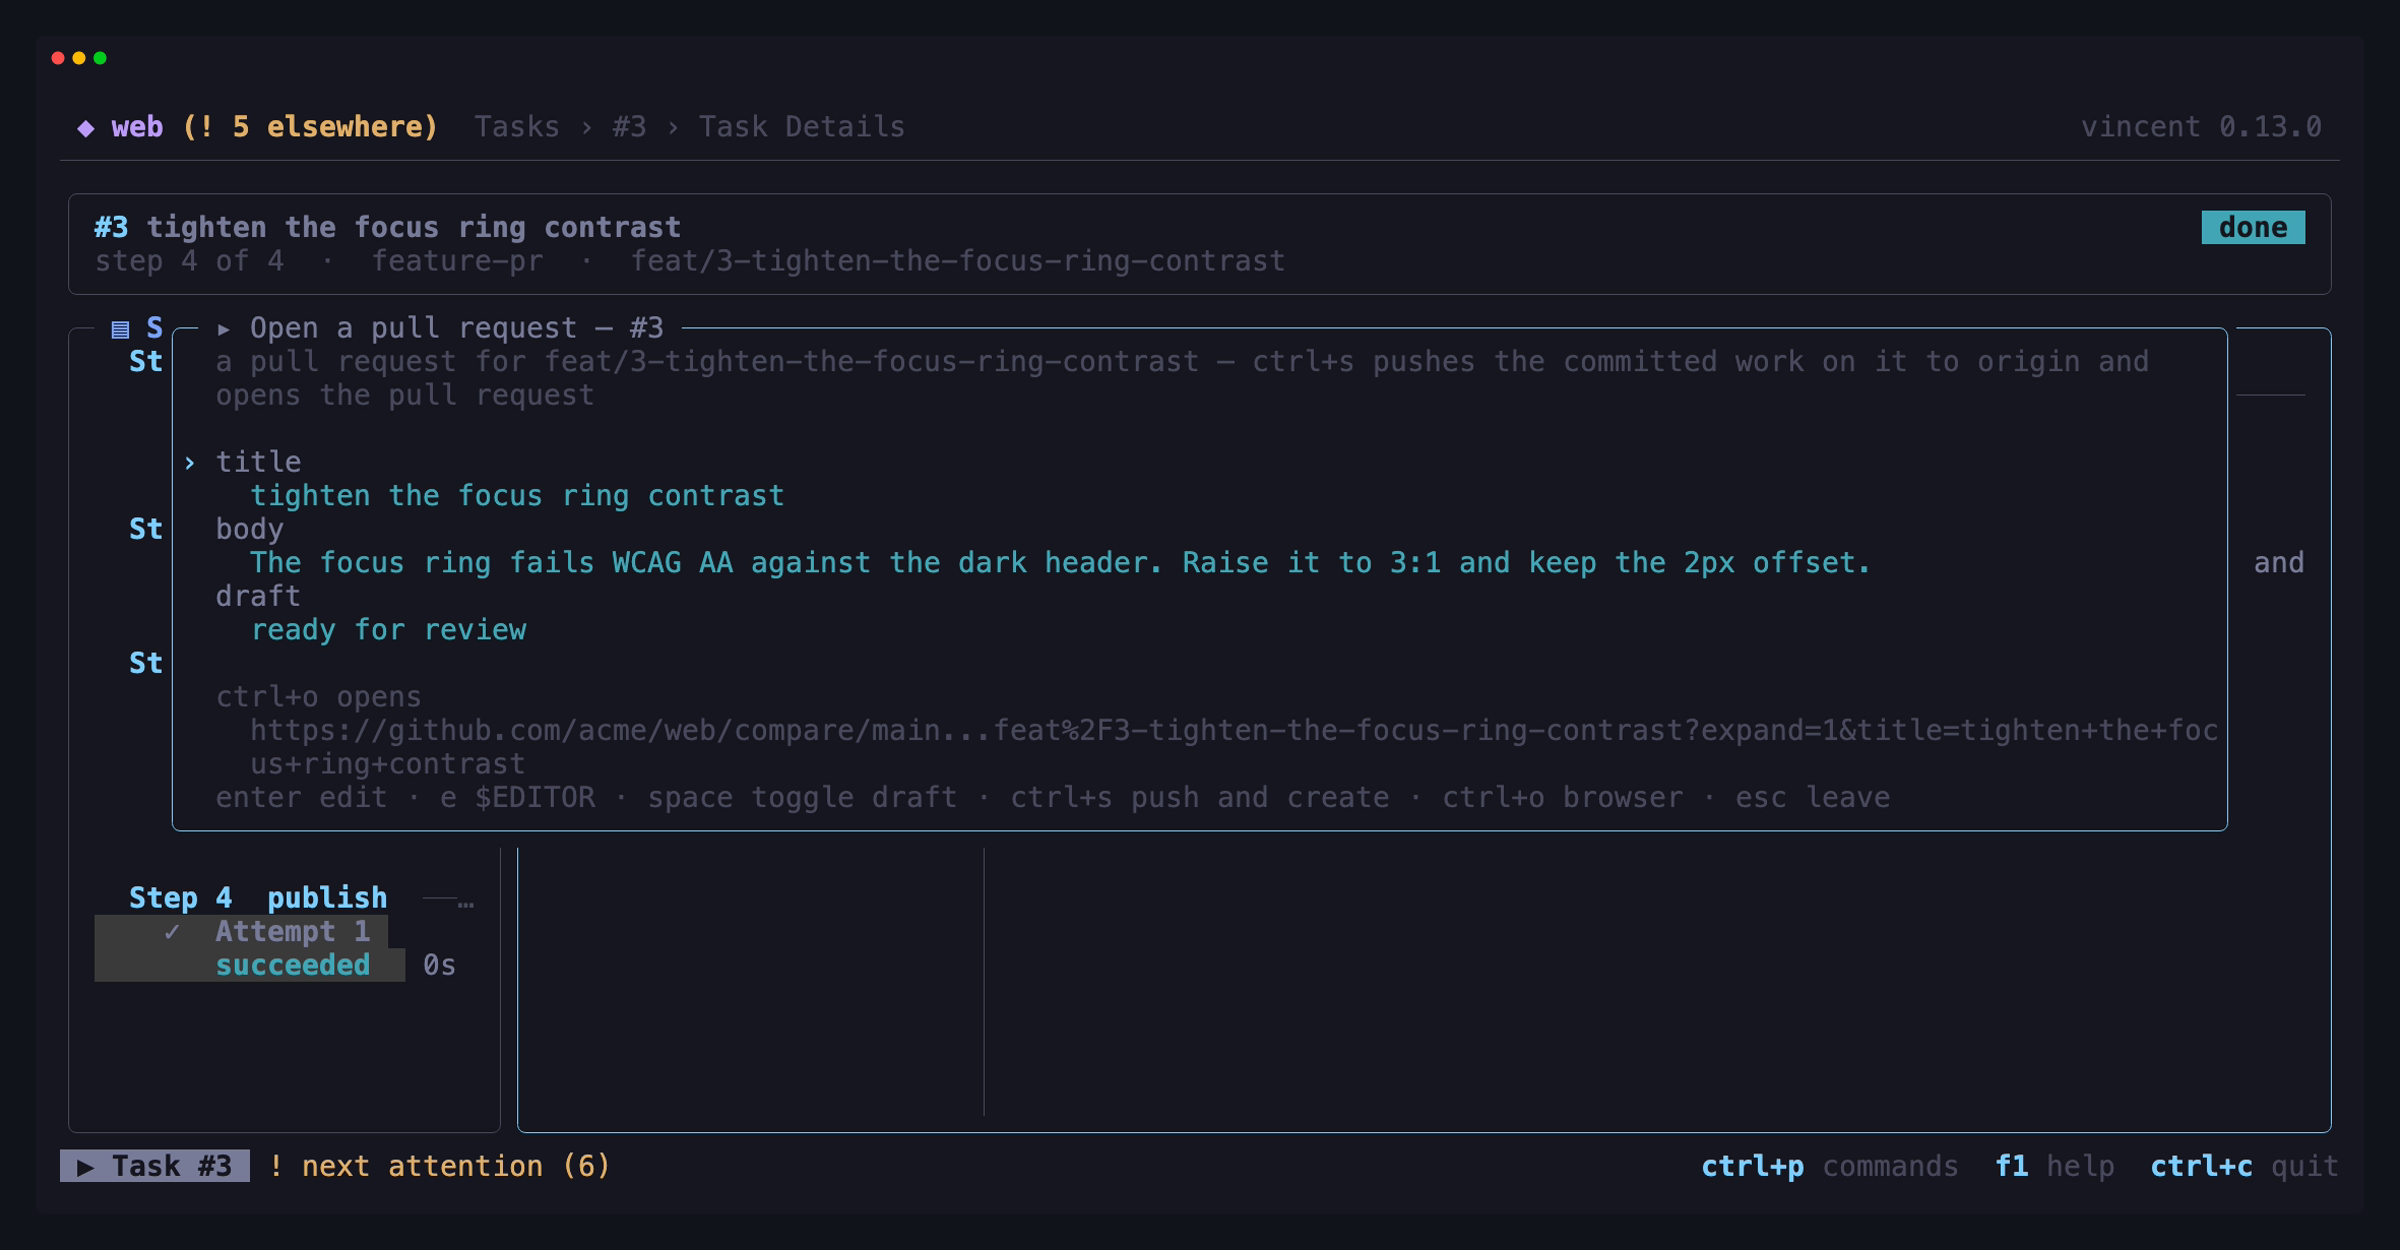 ◆ web (! 5 elsewhere)  Tasks › #3 › Task Details  vincent 0.13.0
#3 tighten the focus ring contrast  done
step 4 of 4 · feature-pr · feat/3-tighten-the-focus-ring-contrast
▤ S  ▸ Open a pull request — #3
St  a pull request for feat/3-tighten-the-focus-ring-contrast — ctrl+s pushes the committed work on it to origin and
opens the pull request
› title
tighten the focus ring contrast
St  body
The focus ring fails WCAG AA against the dark header. Raise it to 3:1 and keep the 2px offset.  and
draft
ready for review
St
ctrl+o opens
https://github.com/acme/web/compare/main...feat%2F3-tighten-the-focus-ring-contrast?expand=1&title=tighten+the+foc
us+ring+contrast
enter edit · e $EDITOR · space toggle draft · ctrl+s push and create · ctrl+o browser · esc leave
Step 4  publish ──…
✓ Attempt 1
succeeded  0s
▶ Task #3  ! next attention (6)  ctrl+p commands  f1 help  ctrl+c quit